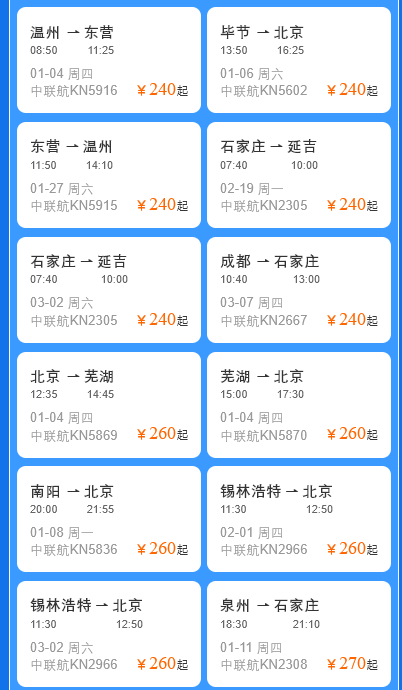 温州 ⇀ 东营
08:50 11:25
01-04 周四
中联航KN5916 ￥240起
毕节 ⇀ 北京
13:50 16:25
01-06 周六
中联航KN5602 ￥240起
东营 ⇀ 温州
11:50 14:10
01-27 周六
中联航KN5915 ￥240起
石家庄 ⇀ 延吉
07:40 10:00
02-19 周一
中联航KN2305 ￥240起
石家庄 ⇀ 延吉
07:40 10:00
03-02 周六
中联航KN2305 ￥240起
成都 ⇀ 石家庄
10:40 13:00
03-07 周四
中联航KN2667 ￥240起
北京 ⇀ 芜湖
12:35 14:45
01-04 周四
中联航KN5869 ￥260起
芜湖 ⇀ 北京
15:00 17:30
01-04 周四
中联航KN5870 ￥260起
南阳 ⇀ 北京
20:00 21:55
01-08 周一
中联航KN5836 ￥260起
锡林浩特 ⇀ 北京
11:30 12:50
02-01 周四
中联航KN2966 ￥260起
锡林浩特 ⇀ 北京
11:30 12:50
03-02 周六
中联航KN2966 ￥260起
泉州 ⇀ 石家庄
18:30 21:10
01-11 周四
中联航KN2308 ￥270起